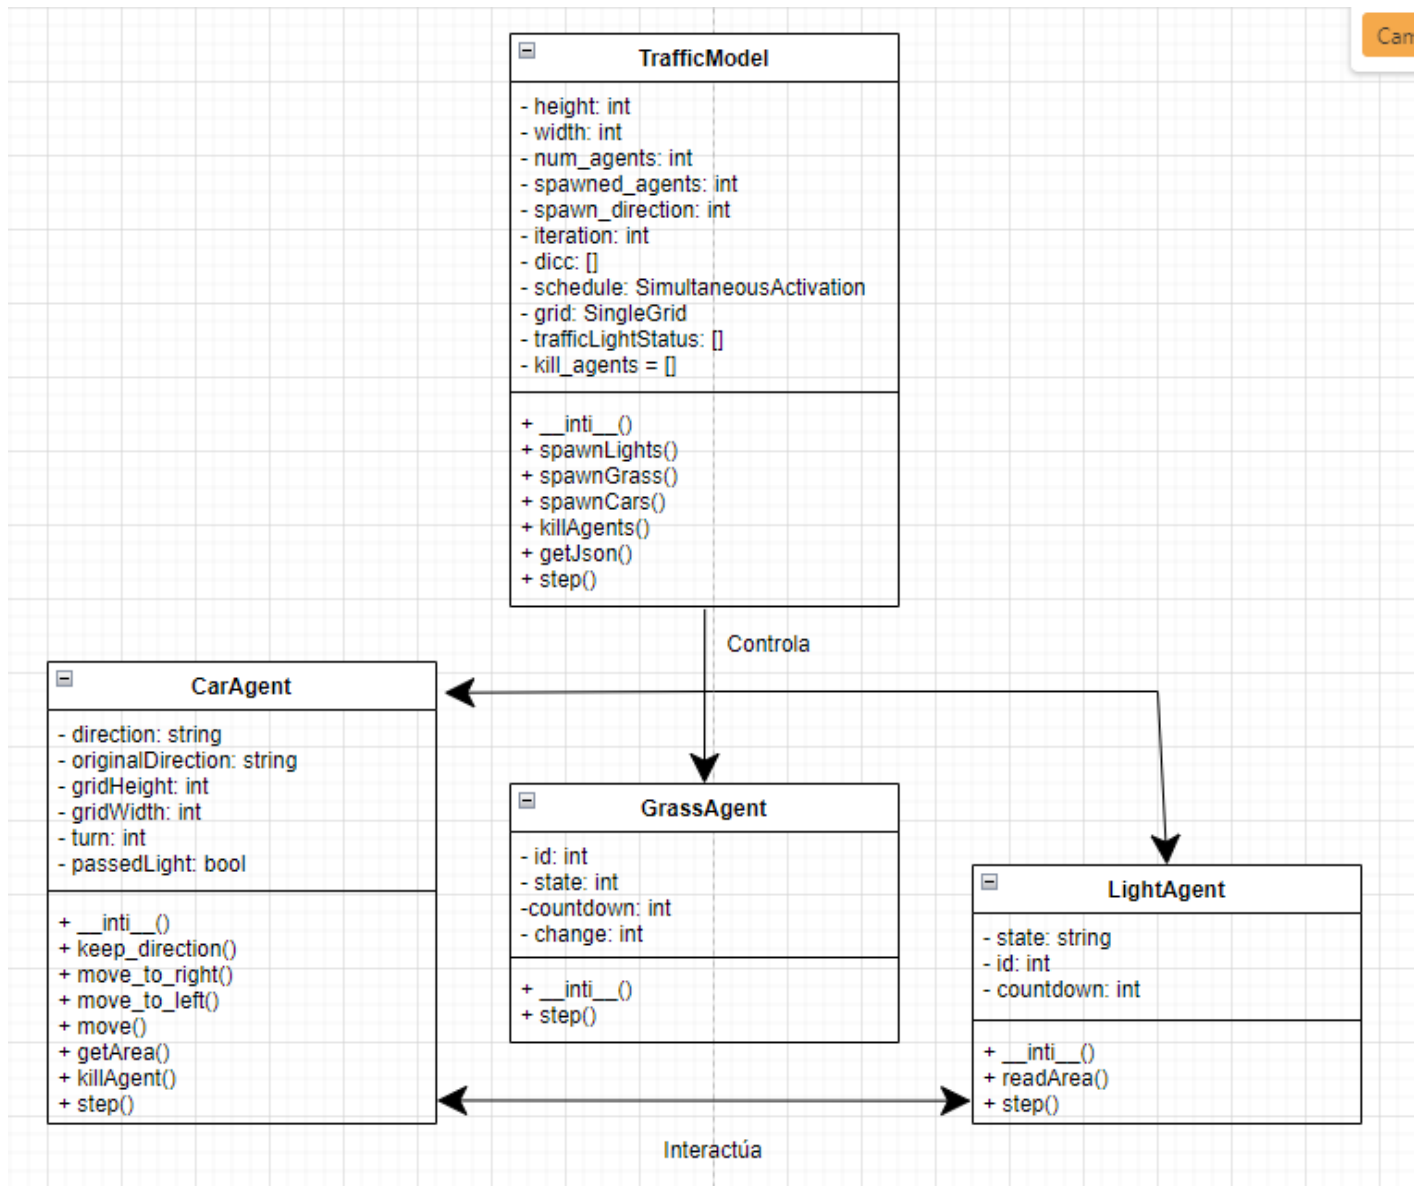 Cam
TrafficModel
- height: int
- width: int
- num_agents: int
- spawned_agents: int
- spawn_direction: int
- iteration: int
- dicc: []
- schedule: SimultaneousActivation
- grid: SingleGrid
- trafficLightStatus: []
- kill_agents = []
+ __inti__()
+ spawnLights()
+ spawnGrass()
+ spawnCars()
+ killAgents()
+ getJson()
+ step()
Controla
CarAgent
- direction: string
- originalDirection: string
- gridHeight: int
- gridWidth: int
- turn: int
- passedLight: bool
+ __inti__()
+ keep_direction()
+ move_to_right()
+ move_to_left()
+ move()
+ getArea()
+ killAgent()
+ step()
GrassAgent
- id: int
- state: int
-countdown: int
- change: int
+ __inti__()
+ step()
LightAgent
- state: string
- id: int
- countdown: int
+ __inti__()
+ readArea()
+ step()
Interactúa